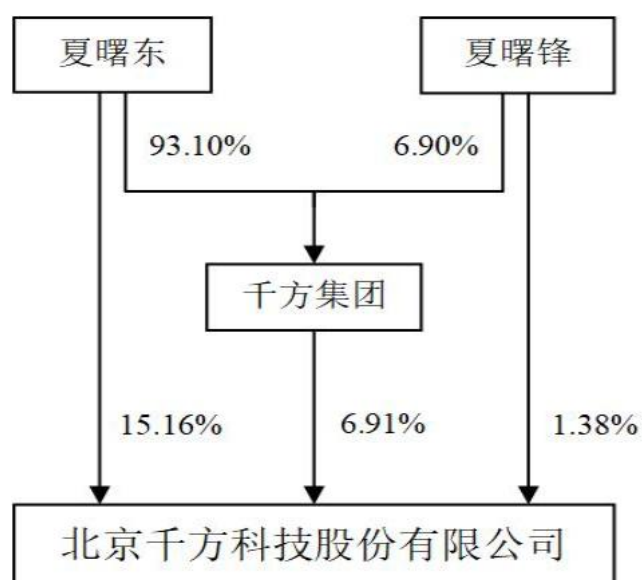 夏曙东
夏曙锋
93.10%
6.90%
千方集团
15.16%
6.91%
1.38%
北京千方科技股份有限公司